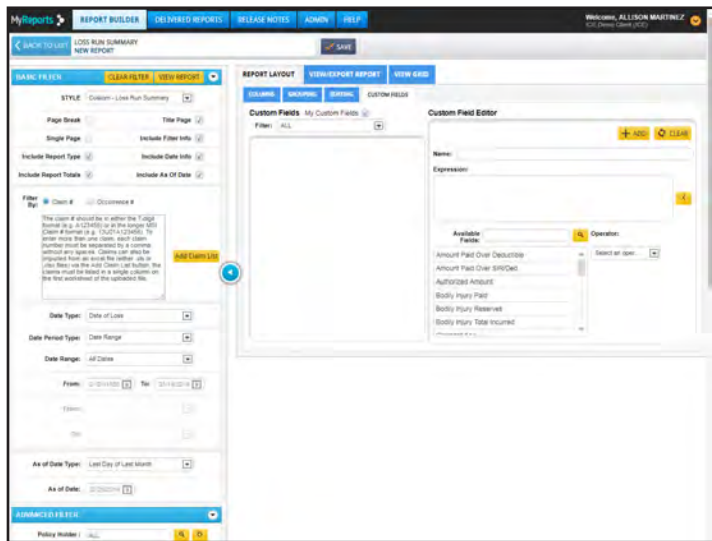 MyReports
REPORT BUILDER
DELIVERED REPORTS
RELEASE NOTES
ADMIN
HELP
Welcome, ALLISON MARTINEZ
BACK TO LIST
LOSS RUN SUMMARY
NEW REPORT
SAVE
BASIC FILTER
CLEAR FILTER
VIEW REPORT
STYLE
Custom - Loss Run Summary
Page Break
Title Page
Single Page
Include Filter Info
Include Report Type
Include Date Info
Include Report Totals
Include As Of Date
Filter By:
Claim #
Occurrence #
The claim # should be in either the 7-digit
format (e.g. A123456) or in the longer MSI
Claim # format (e.g.
enter more than one claim, each claim
number must be separated by a comma
without any spaces. Claims can also be
imported from an excel file (either .xls or
.xlsx files) via the Add Claim List button, the
claims must be listed in a single column on
the first worksheet of the uploaded file.
Add Claim List
Date Type:
Date of Loss
Date Period Type:
Date Range
Date Range:
All Dates
From:
To:
As of Date Type:
Last Day of Last Month
As of Date:
ADVANCED FILTER
Policy Holder :
ALL
REPORT LAYOUT
VIEW/EXPORT REPORT
VIEW GRID
COLUMNS
GROUPING
SORTING
CUSTOM FIELDS
Custom Fields
My Custom Fields
Filter:
ALL
Custom Field Editor
ADD
CLEAR
Name:
Expression:
Available Fields:
Operator:
Select an oper...
Amount Paid Over Deductible
Amount Paid Over SIR/Ded
Authorized Amount
Bodily Injury Paid
Bodily Injury Reserved
Bodily Injury Total Incurred